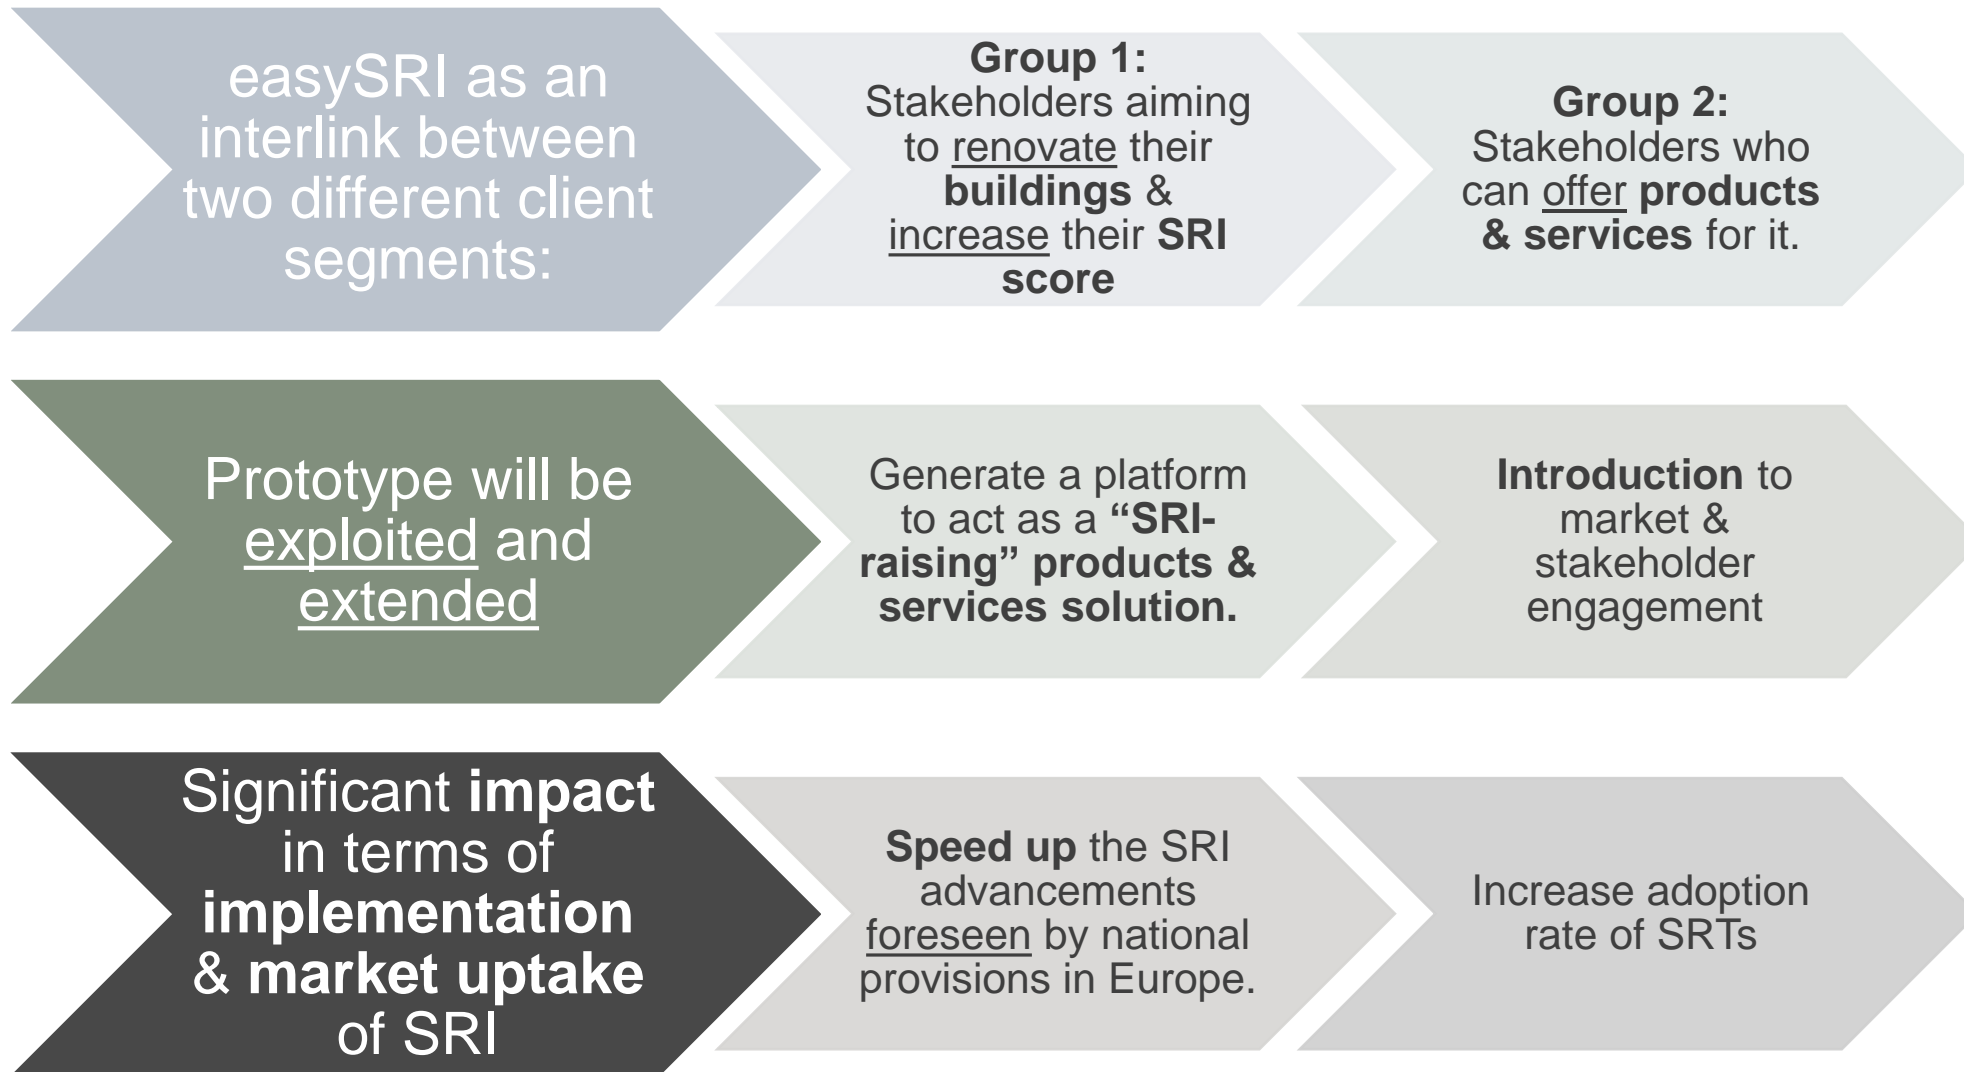 easySRI as an
interlink between
two different client
segments:
Group 1:
Stakeholders aiming
to renovate their
buildings &
increase their SRI
score
Group 2:
Stakeholders who
can offer products
& services for it.
Prototype will be
exploited and
extended
Generate a platform
to act as a “SRI-
raising” products &
services solution.
Introduction to
market &
stakeholder
engagement
Significant impact
in terms of
implementation
& market uptake
of SRI
Speed up the SRI
advancements
foreseen by national
provisions in Europe.
Increase adoption
rate of SRTs